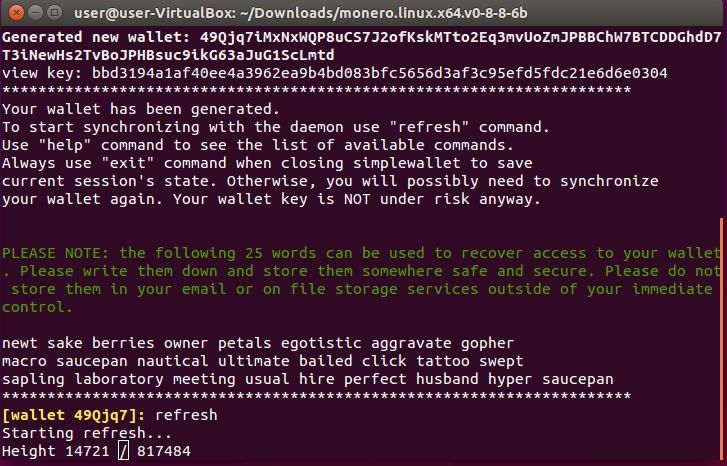 user@user-VirtualBox: ~/Downloads/monero.linux.x64.v0-8-8-6b
Generated new wallet: 49Qjq7iMxNxWQP8uCS7J2ofKskMTto2Eq3mvUoZmJPBBChW7BTCDDGhdD7
T3iNewHs2TvBoJPHBsuc9ikG63aJuG1ScLmtd
view key: bbd3194a1af40ee4a3962ea9b4bd083bfc5656d3af3c95efd5fdc21e6d6e0304
**********************************************************************
Your wallet has been generated.
To start synchronizing with the daemon use "refresh" command.
Use "help" command to see the list of available commands.
Always use "exit" command when closing simplewallet to save
current session's state. Otherwise, you will possibly need to synchronize
your wallet again. Your wallet key is NOT under risk anyway.
PLEASE NOTE: the following 25 words can be used to recover access to your wallet
. Please write them down and store them somewhere safe and secure. Please do not
store them in your email or on file storage services outside of your immediate
control.
newt sake berries owner petals egotistic aggravate gopher
macro saucepan nautical ultimate bailed click tattoo swept
sapling laboratory meeting usual hire perfect husband hyper saucepan
**********************************************************************
[wallet 49Qjq7]: refresh
Starting refresh...
Height 14721 / 817484